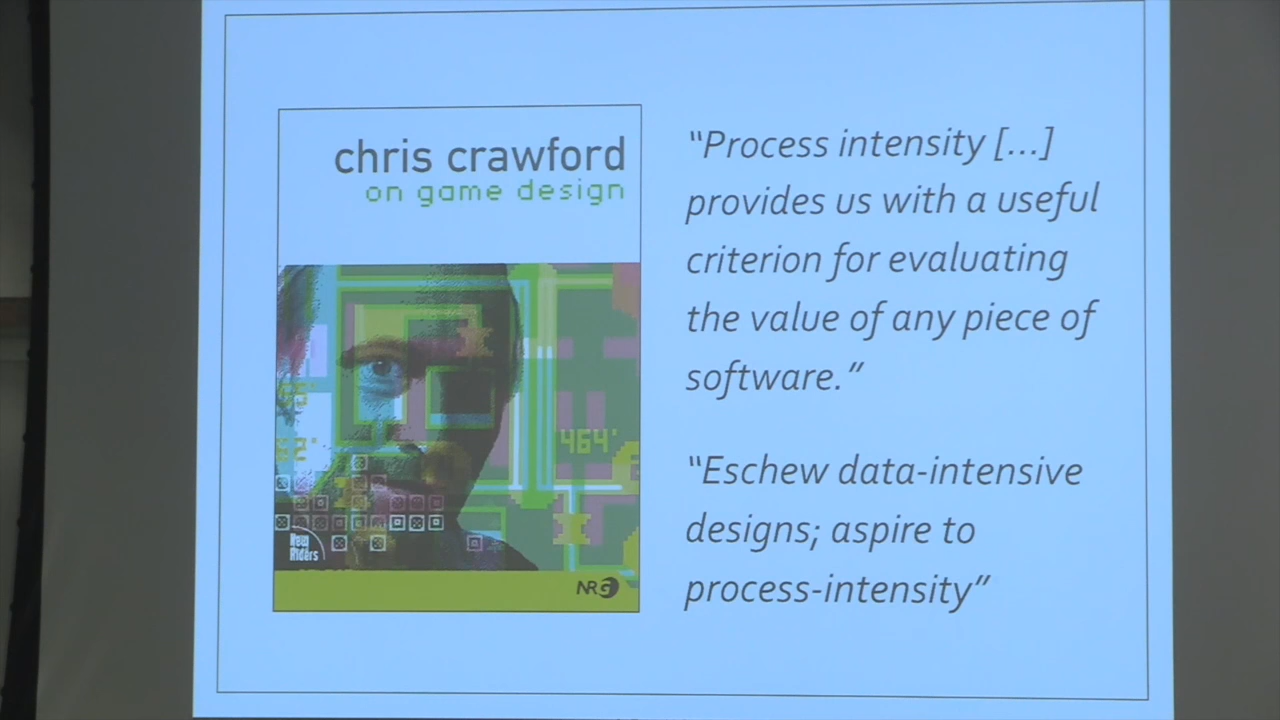 chris crawford
on game design
464'
New
Riders
NRG
“Process intensity [...]
provides us with a useful
criterion for evaluating
the value of any piece of
software.”
“Eschew data-intensive
designs; aspire to
process-intensity”